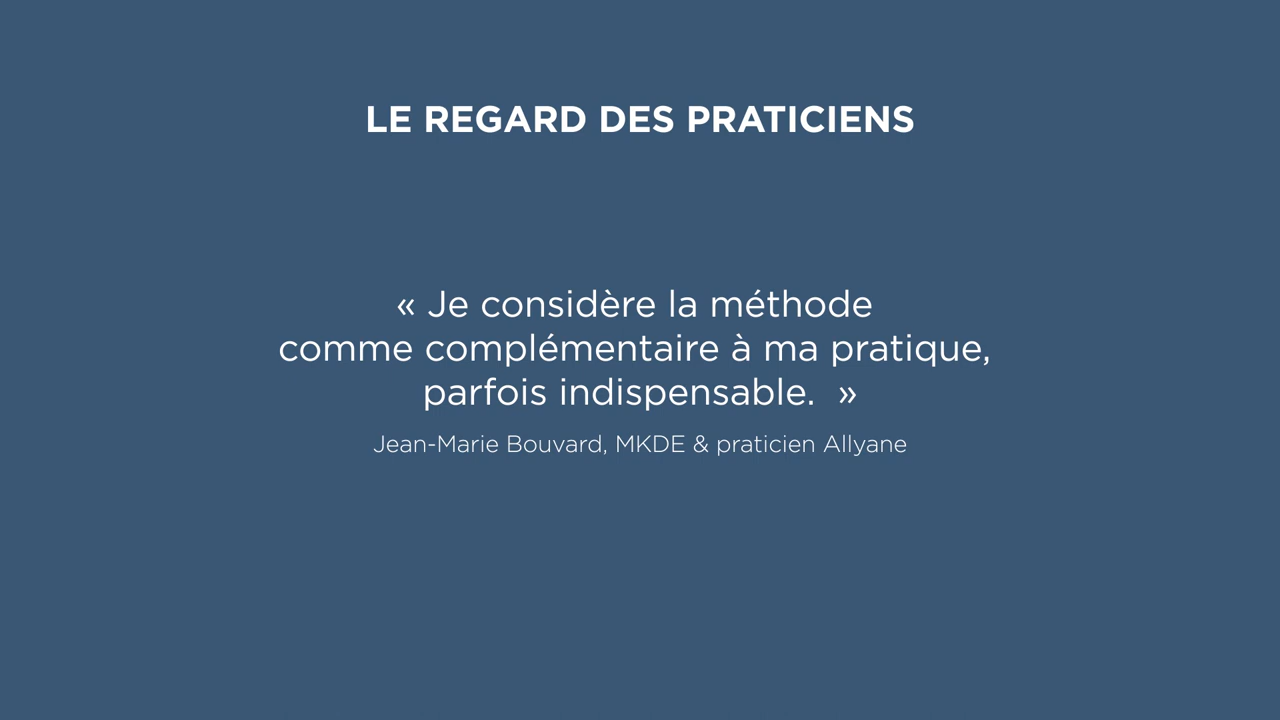 LE REGARD DES PRATICIENS
« Je considère la méthode
comme complémentaire à ma pratique,
parfois indispensable.  »
Jean-Marie Bouvard, MKDE & praticien Allyane